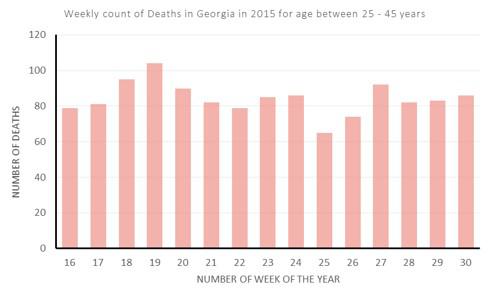 Weekly count of Deaths in Georgia in 2015 for age between 25 - 45 years
120
100
80
60
40
20
0
NUMBER OF DEATHS
16 17 18 19 20 21 22 23 24 25 26 27 28 29 30
NUMBER OF WEEK OF THE YEAR